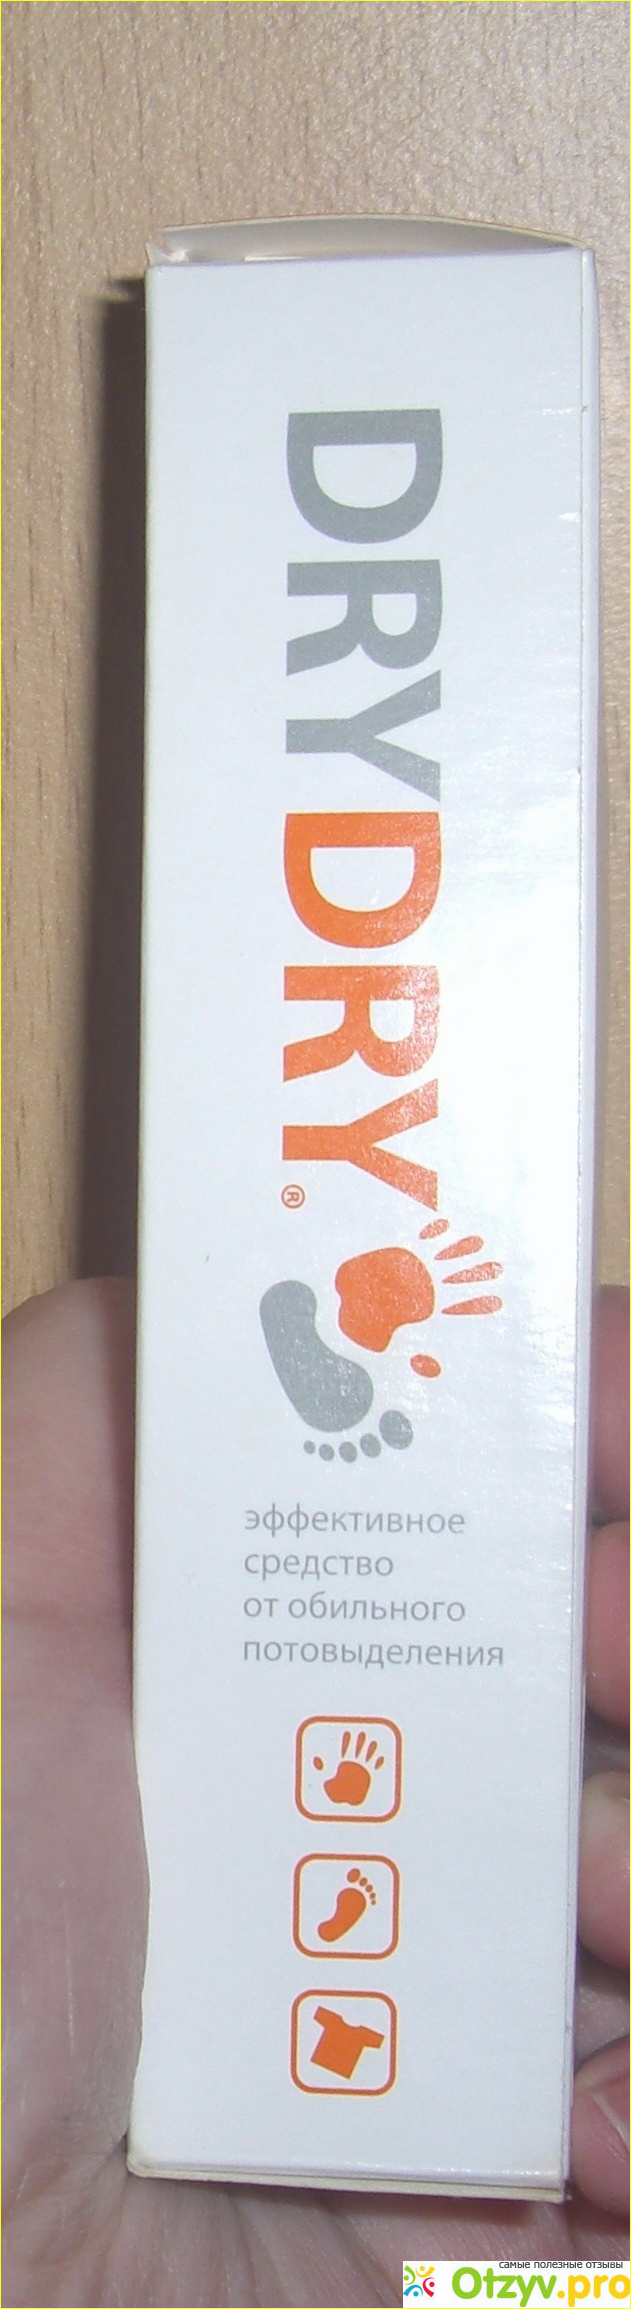 DRYDRY®
эффективное
средство
от обильного
потовыделения
самые полезные отзывы
Otzyv.pro